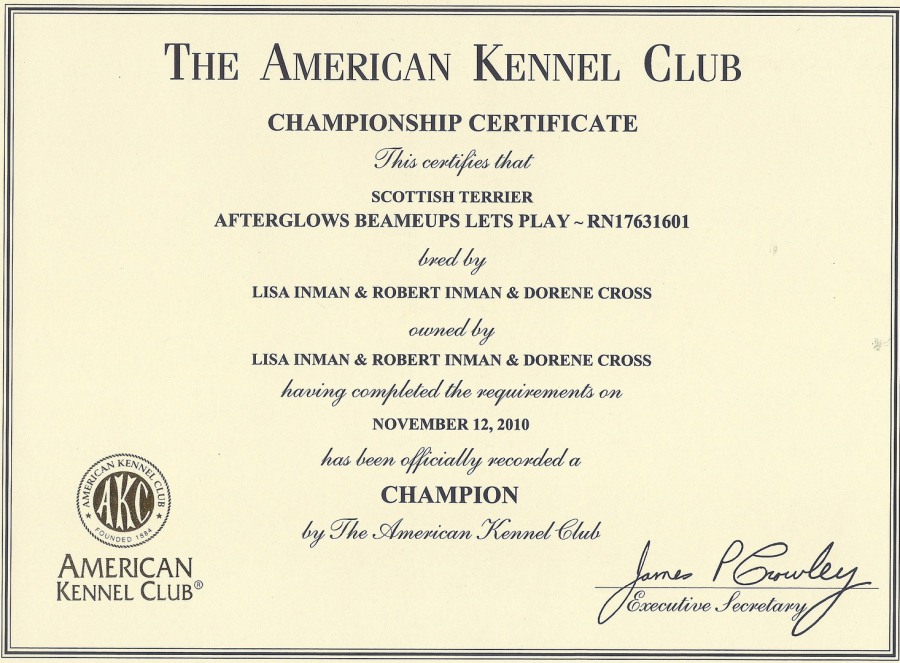 THE AMERICAN KENNEL CLUB
CHAMPIONSHIP CERTIFICATE
This certifies that
SCOTTISH TERRIER
AFTERGLOWS BEAMEUPS LETS PLAY ~ RN17631601
bred by
LISA INMAN & ROBERT INMAN & DORENE CROSS
owned by
LISA INMAN & ROBERT INMAN & DORENE CROSS
having completed the requirements on
NOVEMBER 12, 2010
has been officially recorded a
CHAMPION
by The American Kennel Club
AMERICAN KENNEL CLUB
AKC
FOUNDED 1884
AMERICAN
KENNEL CLUB®
James P Crowley
Executive Secretary